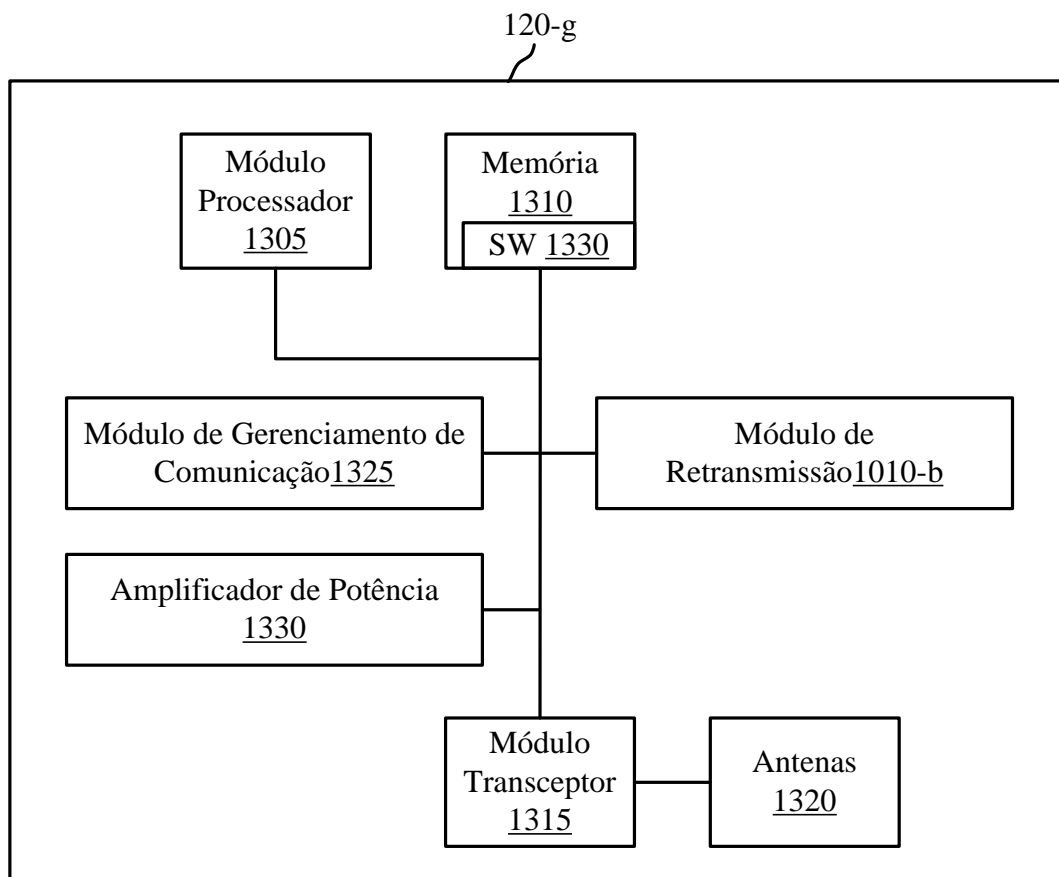 120-g
Módulo
Processador
1305
Memória
1310
SW 1330
Módulo de Gerenciamento de
Comunicação1325
Módulo de
Retransmissão1010-b
Amplificador de Potência
1330
Módulo
Transceptor
1315
Antenas
1320